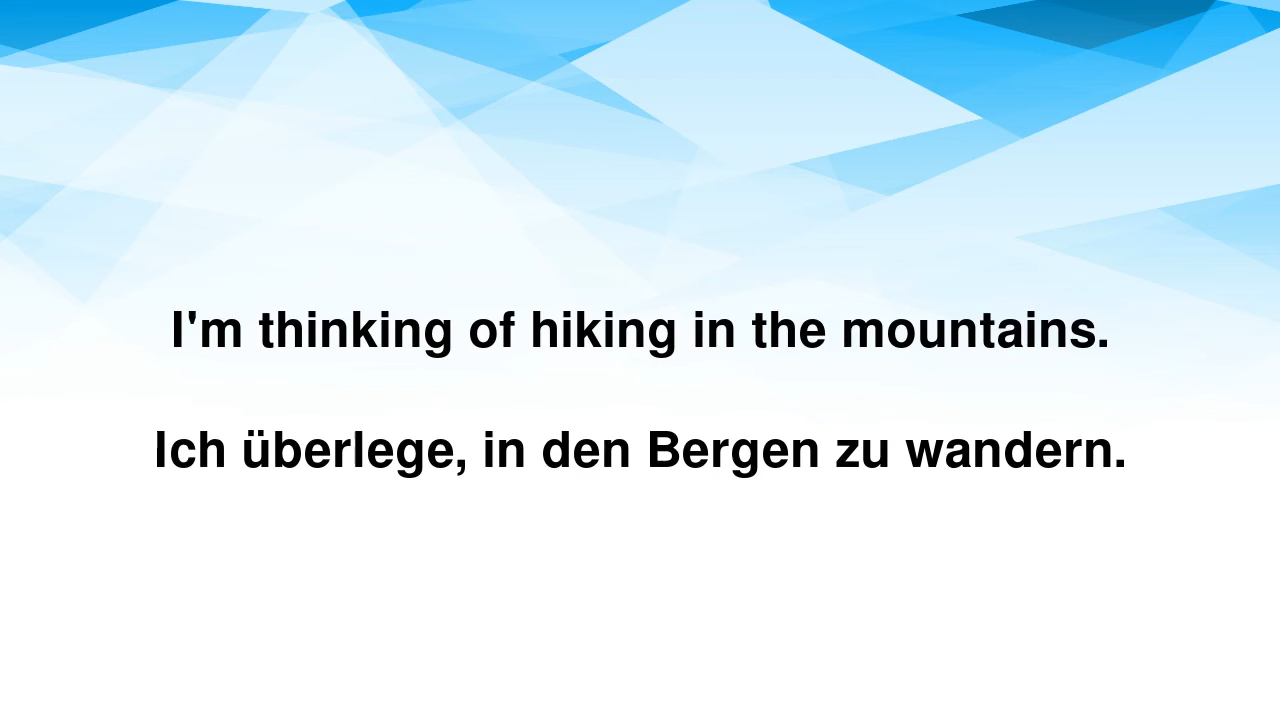 I'm thinking of hiking in the mountains.
Ich überlege, in den Bergen zu wandern.